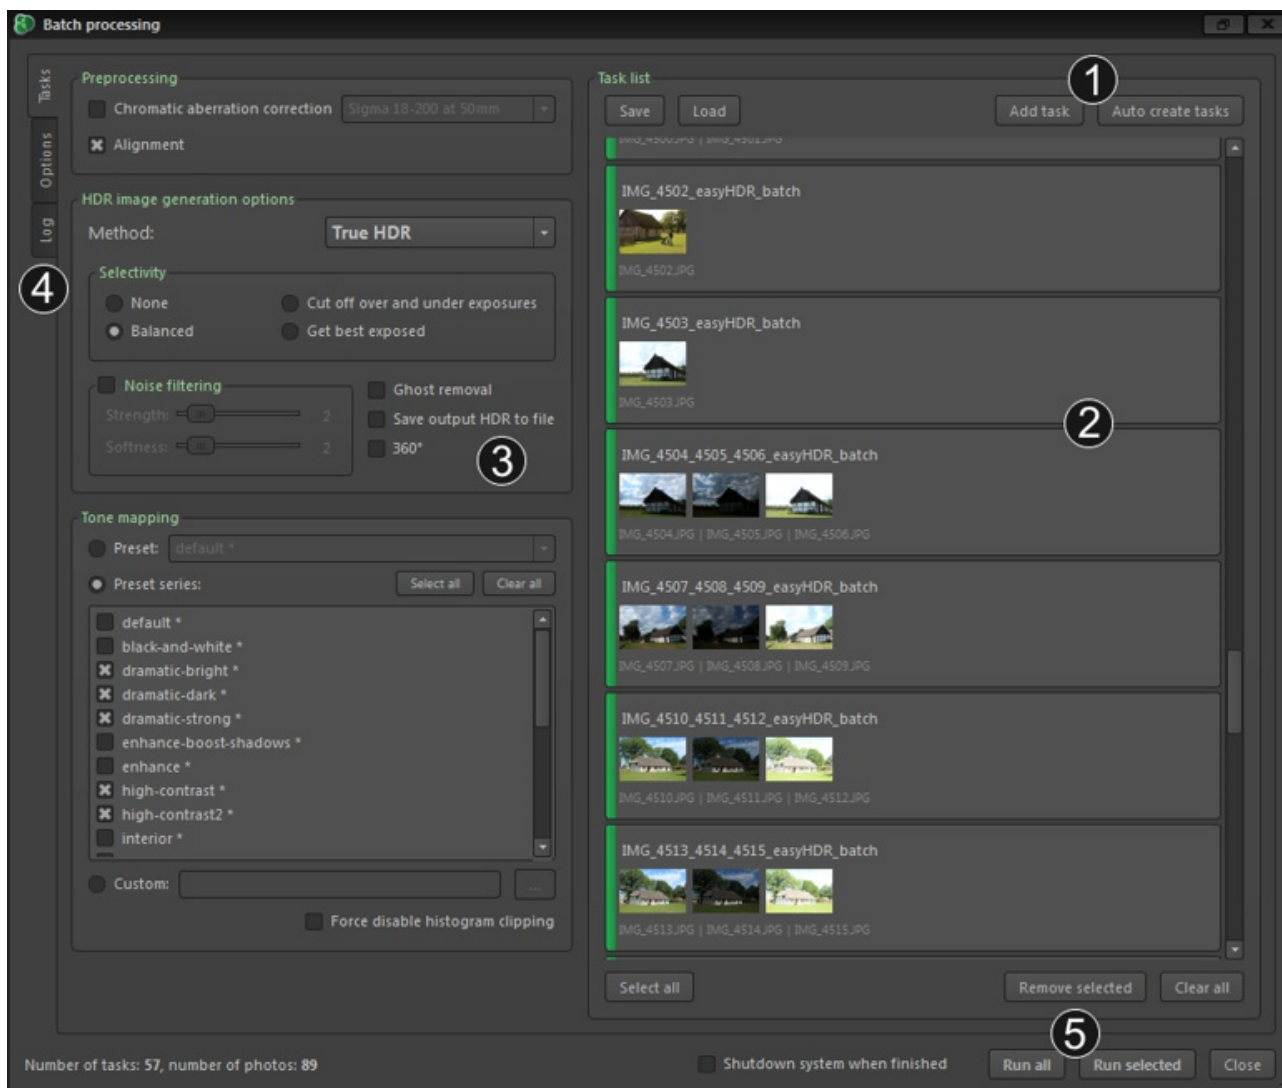 Batch processing
Tasks
Options
Log
4
Preprocessing
Chromatic aberration correction Sigma 18-200 at 50mm
Alignment
HDR image generation options
Method: True HDR
Selectivity
None Cut off over and under exposures
Balanced Get best exposed
Noise filtering
Strength: 2
Softness: 2
Ghost removal
Save output HDR to file
360°
3
Tone mapping
Preset: default *
Preset series: Select all Clear all
default *
black-and-white *
dramatic-bright *
dramatic-dark *
dramatic-strong *
enhance-boost-shadows *
enhance *
high-contrast *
high-contrast2 *
interior *
Custom: ...
Force disable histogram clipping
Task list
1
Save Load Add task Auto create tasks
IMG_4500.JPG | IMG_4501.JPG
IMG_4502_easyHDR_batch
IMG_4502.JPG
IMG_4503_easyHDR_batch
IMG_4503.JPG
2
IMG_4504_4505_4506_easyHDR_batch
IMG_4504.JPG | IMG_4505.JPG | IMG_4506.JPG
IMG_4507_4508_4509_easyHDR_batch
IMG_4507.JPG | IMG_4508.JPG | IMG_4509.JPG
IMG_4510_4511_4512_easyHDR_batch
IMG_4510.JPG | IMG_4511.JPG | IMG_4512.JPG
IMG_4513_4514_4515_easyHDR_batch
IMG_4513.JPG | IMG_4514.JPG | IMG_4515.JPG
Select all Remove selected Clear all
5
Number of tasks: 57, number of photos: 89 Shutdown system when finished Run all Run selected Close